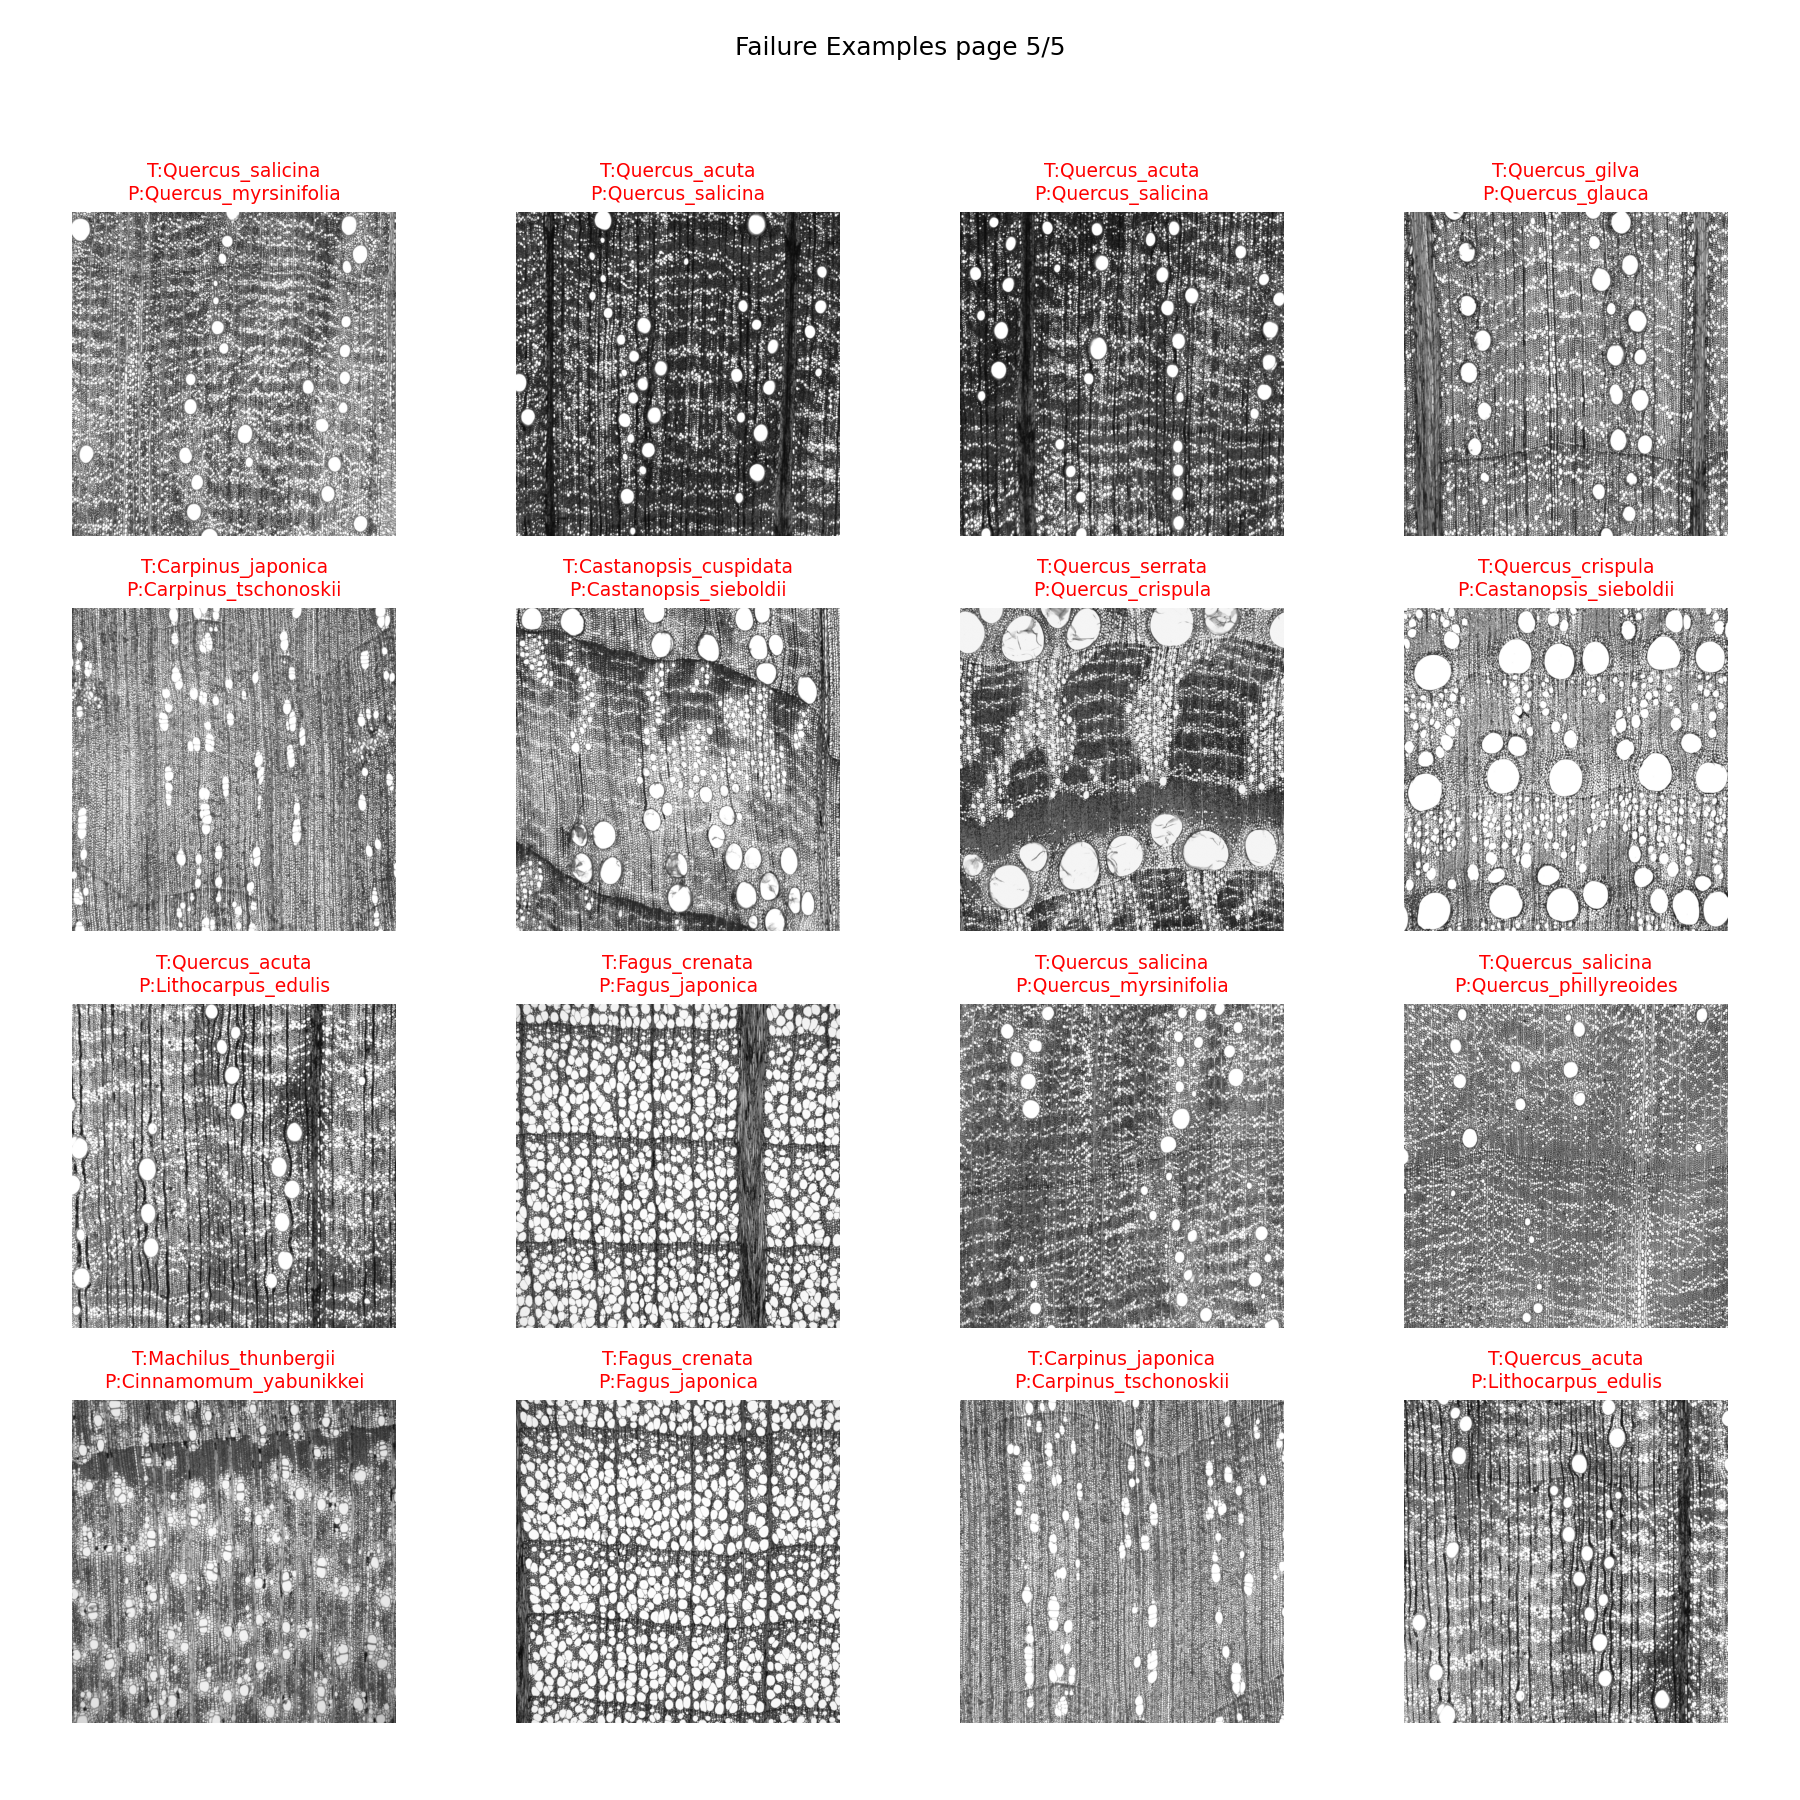 Failure Examples page 5/5
T:Quercus_salicina
P:Quercus_myrsinifolia
T:Quercus_acuta
P:Quercus_salicina
T:Quercus_acuta
P:Quercus_salicina
T:Quercus_gilva
P:Quercus_glauca
T:Carpinus_japonica
P:Carpinus_tschonoskii
T:Castanopsis_cuspidata
P:Castanopsis_sieboldii
T:Quercus_serrata
P:Quercus_crispula
T:Quercus_crispula
P:Castanopsis_sieboldii
T:Quercus_acuta
P:Lithocarpus_edulis
T:Fagus_crenata
P:Fagus_japonica
T:Quercus_salicina
P:Quercus_myrsinifolia
T:Quercus_salicina
P:Quercus_phillyreoides
T:Machilus_thunbergii
P:Cinnamomum_yabunikkei
T:Fagus_crenata
P:Fagus_japonica
T:Carpinus_japonica
P:Carpinus_tschonoskii
T:Quercus_acuta
P:Lithocarpus_edulis